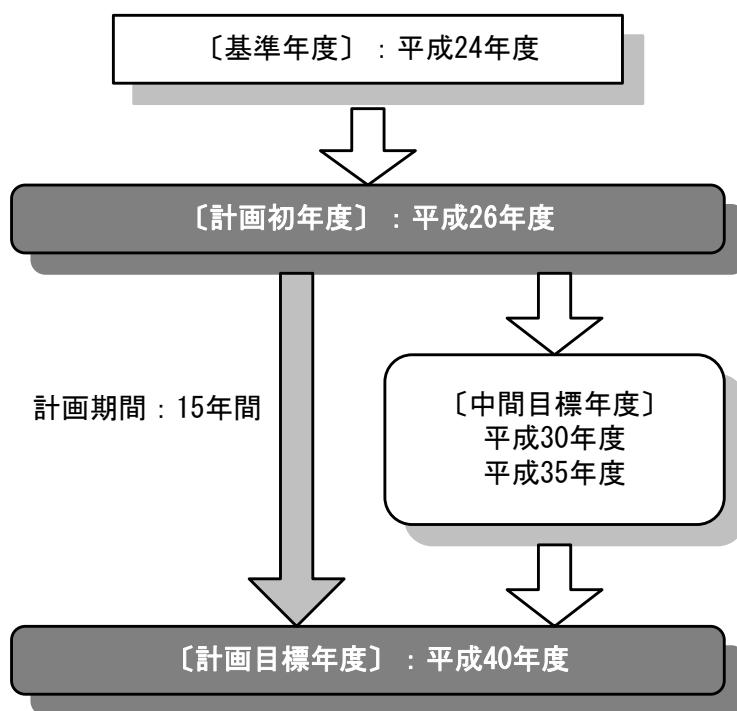 〔基準年度〕：平成24年度
〔計画初年度〕：平成26年度
計画期間：15年間
〔中間目標年度〕
平成30年度
平成35年度
〔計画目標年度〕：平成40年度